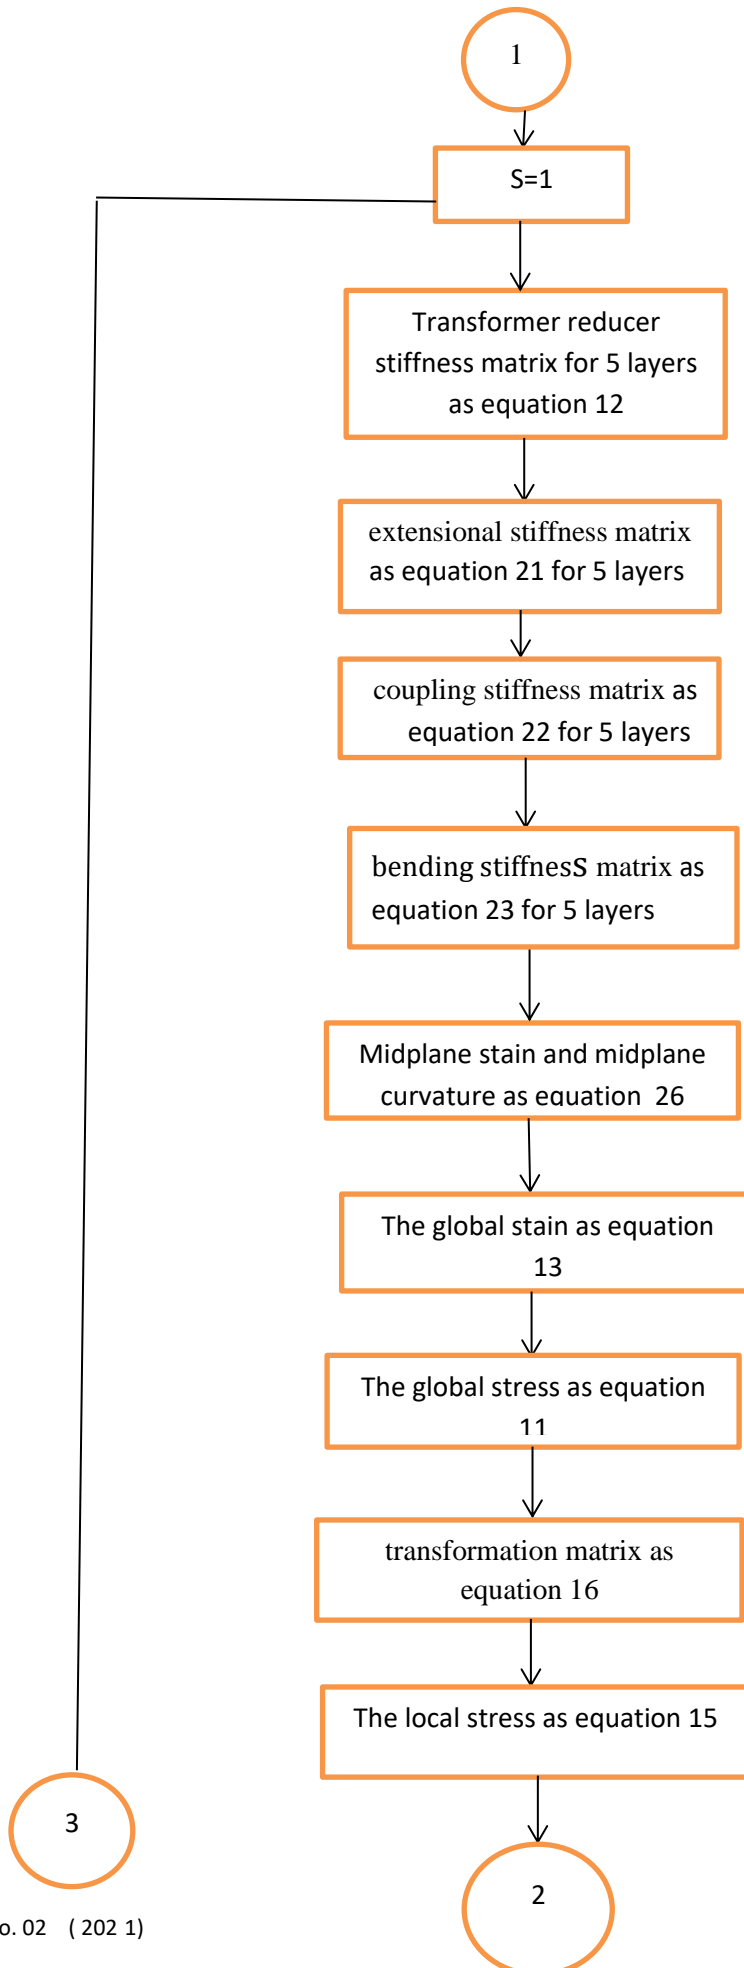 1
S=1
Transformer reducer
stiffness matrix for 5 layers
as equation 12
extensional stiffness matrix
as equation 21 for 5 layers
coupling stiffness matrix as
equation 22 for 5 layers
bending stiffness matrix as
equation 23 for 5 layers
Midplane stain and midplane
curvature as equation 26
The global stain as equation
13
The global stress as equation
11
transformation matrix as
equation 16
The local stress as equation 15
3
2
o. 02 ( 202 1)